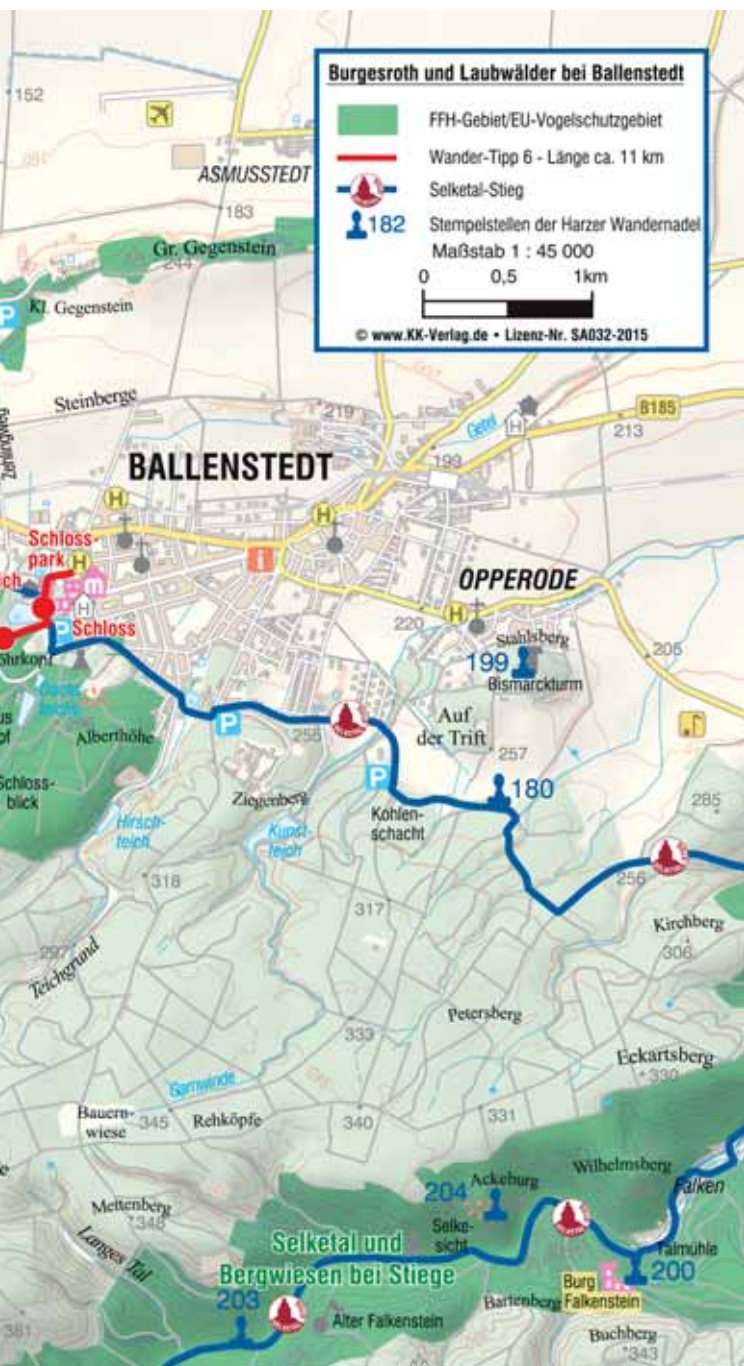 Burgesroth und Laubwälder bei Ballenstedt
FFH-Gebiet/EU-Vogelschutzgebiet
Wander-Tipp 6 - Länge ca. 11 km
Selketal-Stieg
182 Stempelstellen der Harzer Wandernadel
Maßstab 1 : 45 000
0 0,5 1km
© www.KK-Verlag.de • Lizenz-Nr. SA032-2015
152
ASMUSSTEDT
183
Gr. Gegenstein
244
P
Kl. Gegenstein
Steinberge
219
B185
213
Getel
H
199
BALLENSTEDT
H
H
Schloss-
park
H
i
OPPERODE
m
H
H
220
Schloss
P
Stahlsberg
199
Bismarckturm
205
Alberthöhe
P
255
Auf
der Trift
257
Schloss-
blick
Ziegenberg
P
180
Kohlen-
schacht
285
Hirsch-
teich
Kunst-
teich
318
256
317
Kirchberg
306
297
Teichgrund
333
Petersberg
Eckartsberg
330
Garnwinde
Bauern-
wiese
345
Rehköpfe
340
331
Wilhelmsberg
Ackeburg
204
Selke-
sicht
Falken
Mettenberg
348
Langes Tal
Selketal und
Bergwiesen bei Stiege
Talmühle
200
Burg
Falkenstein
203
Bartenberg
Alter Falkenstein
Buchberg
343
381